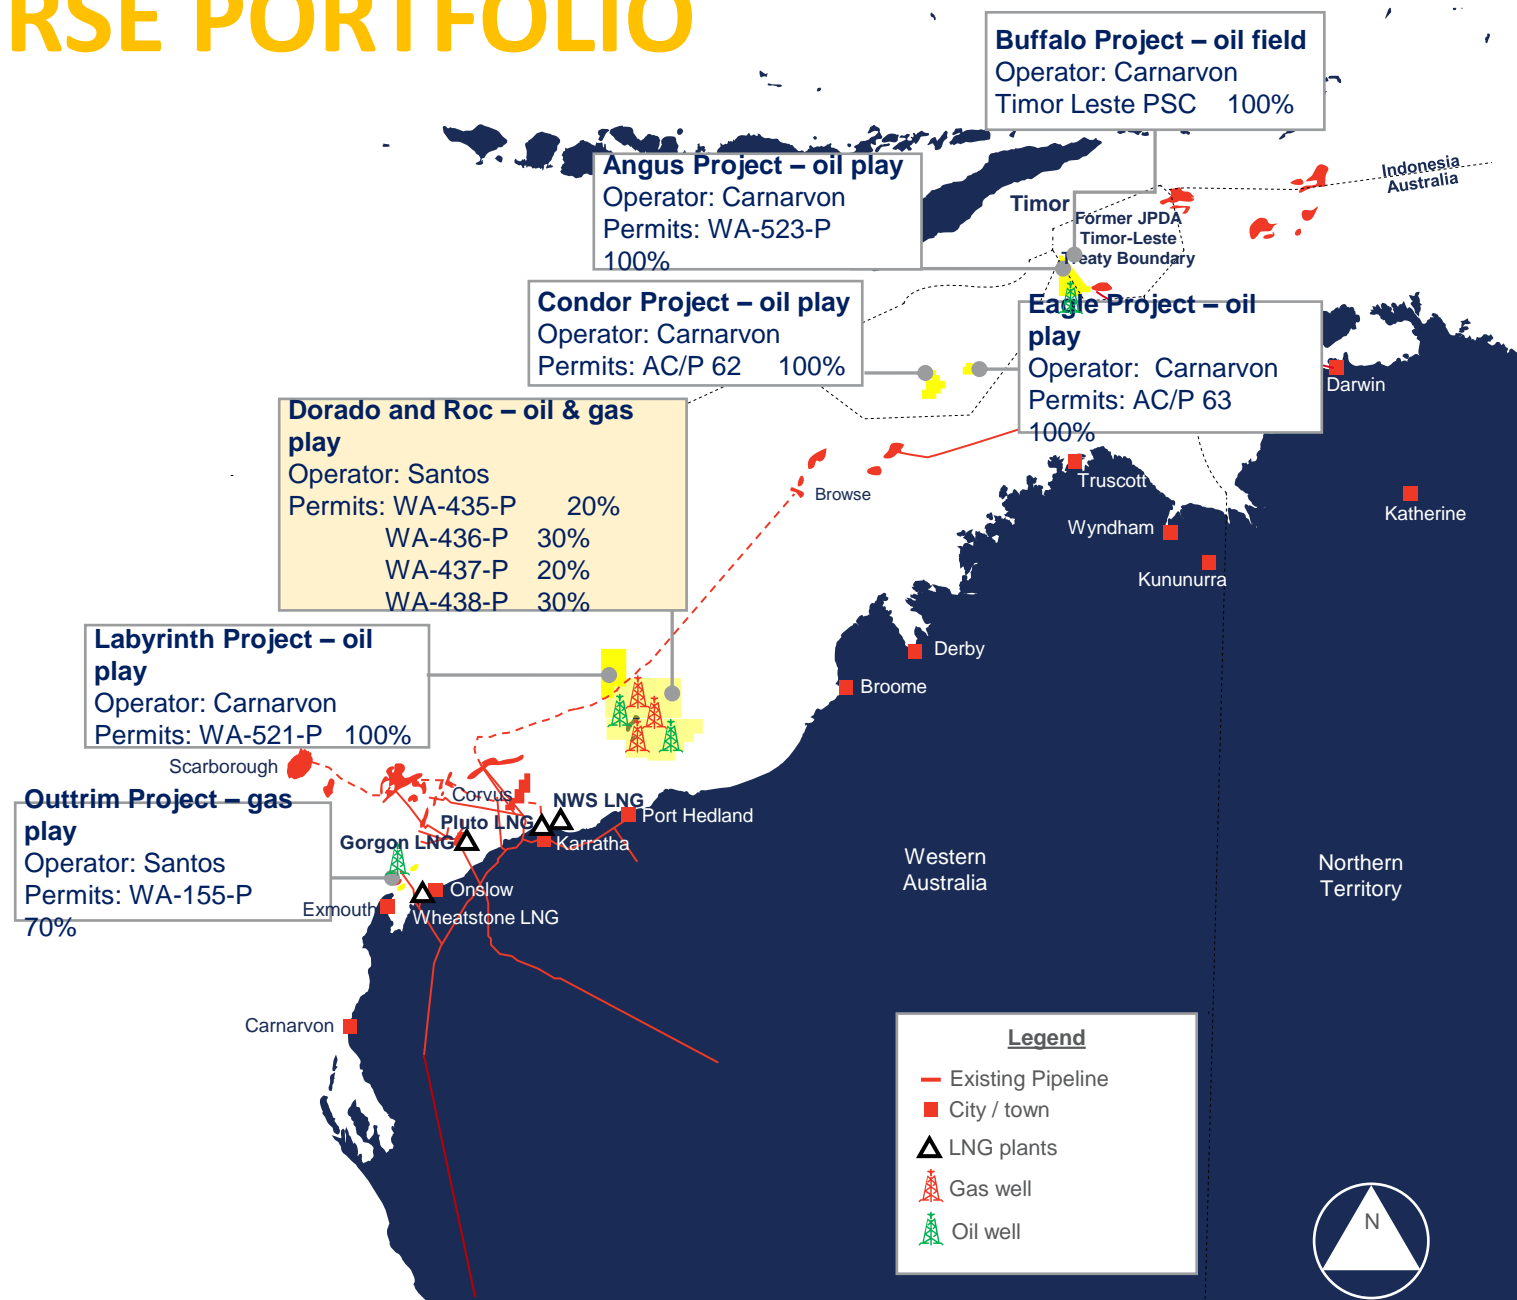 RSE PORTFOLIO
Buffalo Project – oil field
Operator: Carnarvon
Timor Leste PSC 100%
Angus Project – oil play
Operator: Carnarvon
Permits: WA-523-P
100%
Indonesia
Australia
Timor
Former JPDA
Timor-Leste
Treaty Boundary
Condor Project – oil play
Operator: Carnarvon
Permits: AC/P 62 100%
Eagle Project – oil
play
Operator: Carnarvon
Permits: AC/P 63
100%
Darwin
Dorado and Roc – oil & gas
play
Operator: Santos
Permits: WA-435-P 20%
WA-436-P 30%
WA-437-P 20%
WA-438-P 30%
Browse
Truscott
Wyndham
Kununurra
Katherine
Derby
Broome
Labyrinth Project – oil
play
Operator: Carnarvon
Permits: WA-521-P 100%
Scarborough
Corvus
NWS LNG
Pluto LNG
Gorgon LNG
Port Hedland
Karratha
Outtrim Project – gas
play
Operator: Santos
Permits: WA-155-P
70%
Onslow
Exmouth
Wheatstone LNG
Western
Australia
Northern
Territory
Carnarvon
Legend
Existing Pipeline
City / town
LNG plants
Gas well
Oil well
N